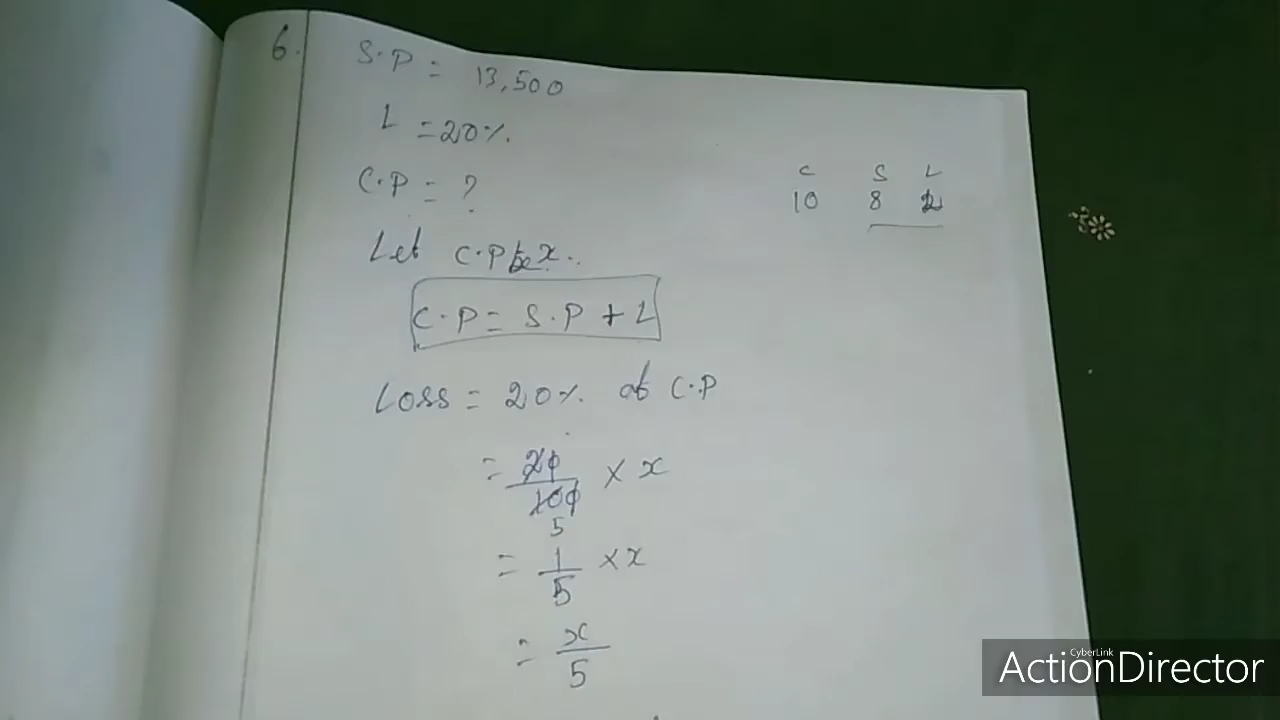 6. S.P = 13,500
L = 20%.
C.P = ?
Let C.P be x.
C.P = S.P + L
Loss = 20% of C.P
= 20/100 × x
5
= 1/5 × x
= x/5
C S L
10 8 2
CyberLink
ActionDirector